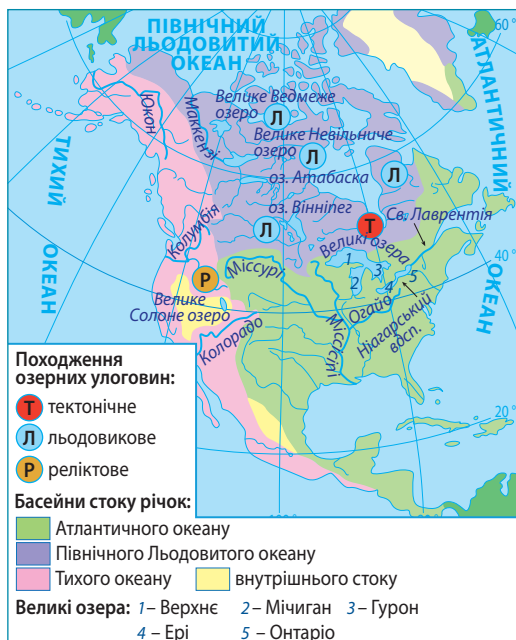 ПІВНІЧНИЙ
ЛЬОДОВИТИЙ
ОКЕАН
60°
АТЛАНТИЧНИЙ
ОКЕАН
ТИХИЙ
ОКЕАН
Юкон
Маккензі
Велике Ведмеже
озеро
Л
Велике Невільниче
озеро
Л
оз. Атабаска
Л
оз. Вінніпег
Л
Т
Св. Лаврентія
Великі озера
1
2
3
4
5
40°
Колумбія
Р
Міссурі
Велике
Солоне озеро
Колорадо
Огайо
Міссісіпі
Ніагарський
вдсп.
20°
Походження
озерних улоговин:
Т тектонічне
Л льодовикове
Р реліктове
Басейни стоку річок:
Атлантичного океану
Північного Льодовитого океану
Тихого океану внутрішнього стоку
Великі озера: 1 – Верхнє 2 – Мічиган 3 – Гурон
4 – Ері 5 – Онтаріо